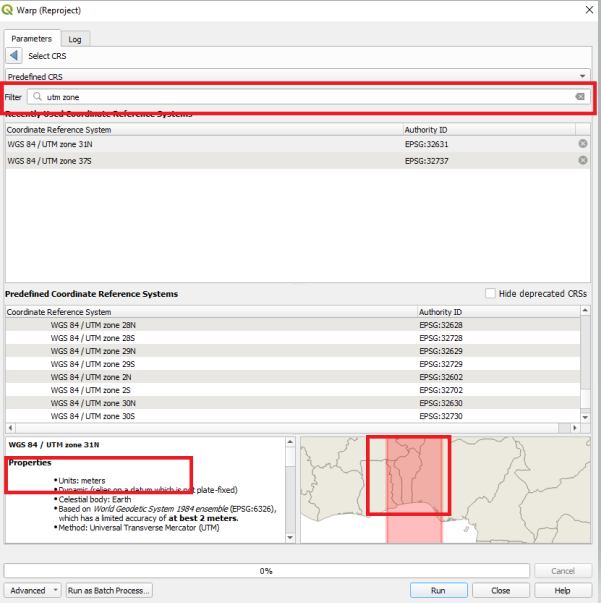 Warp (Reproject)
Parameters Log
Select CRS
Predefined CRS
Filter utm zone
Recently Used Coordinate Reference Systems
Coordinate Reference System Authority ID
WGS 84 / UTM zone 31N EPSG:32631
WGS 84 / UTM zone 37S EPSG:32737
Predefined Coordinate Reference Systems Hide deprecated CRSs
Coordinate Reference System Authority ID
WGS 84 / UTM zone 28N EPSG:32628
WGS 84 / UTM zone 28S EPSG:32728
WGS 84 / UTM zone 29N EPSG:32629
WGS 84 / UTM zone 29S EPSG:32729
WGS 84 / UTM zone 2N EPSG:32602
WGS 84 / UTM zone 2S EPSG:32702
WGS 84 / UTM zone 30N EPSG:32630
WGS 84 / UTM zone 30S EPSG:32730
WGS 84 / UTM zone 31N
Properties
• Units: meters
• Dynamic (relies on a datum which is not plate-fixed)
• Celestial body: Earth
• Based on World Geodetic System 1984 ensemble (EPSG:6326),
which has a limited accuracy of at best 2 meters.
• Method: Universal Transverse Mercator (UTM)
0% Cancel
Advanced Run as Batch Process... Run Close Help